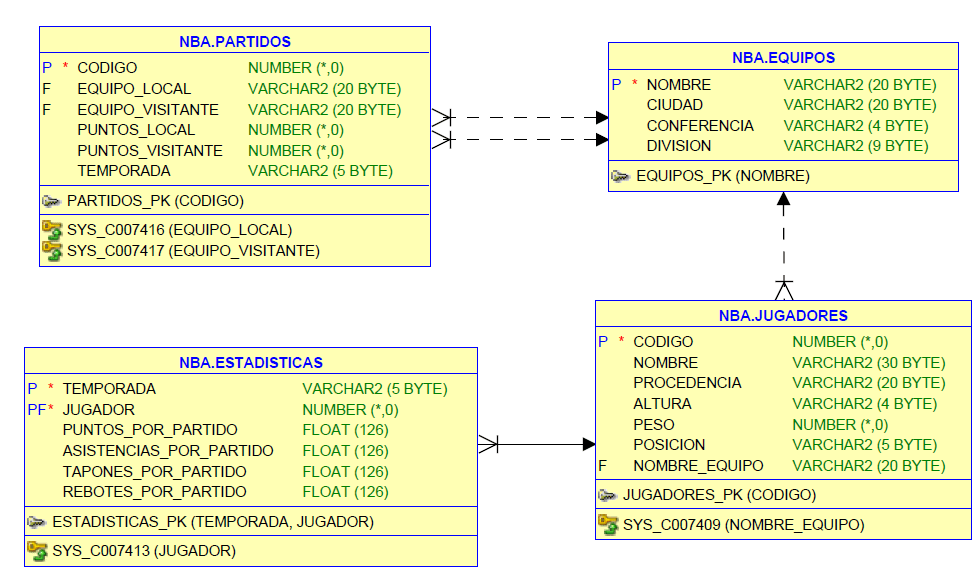 NBA.PARTIDOS
P * CODIGO NUMBER (*,0)
F EQUIPO_LOCAL VARCHAR2 (20 BYTE)
F EQUIPO_VISITANTE VARCHAR2 (20 BYTE)
PUNTOS_LOCAL NUMBER (*,0)
PUNTOS_VISITANTE NUMBER (*,0)
TEMPORADA VARCHAR2 (5 BYTE)
PARTIDOS_PK (CODIGO)
SYS_C007416 (EQUIPO_LOCAL)
SYS_C007417 (EQUIPO_VISITANTE)
NBA.EQUIPOS
P * NOMBRE VARCHAR2 (20 BYTE)
CIUDAD VARCHAR2 (20 BYTE)
CONFERENCIA VARCHAR2 (4 BYTE)
DIVISION VARCHAR2 (9 BYTE)
EQUIPOS_PK (NOMBRE)
NBA.ESTADISTICAS
P * TEMPORADA VARCHAR2 (5 BYTE)
PF* JUGADOR NUMBER (*,0)
PUNTOS_POR_PARTIDO FLOAT (126)
ASISTENCIAS_POR_PARTIDO FLOAT (126)
TAPONES_POR_PARTIDO FLOAT (126)
REBOTES_POR_PARTIDO FLOAT (126)
ESTADISTICAS_PK (TEMPORADA, JUGADOR)
SYS_C007413 (JUGADOR)
NBA.JUGADORES
P * CODIGO NUMBER (*,0)
NOMBRE VARCHAR2 (30 BYTE)
PROCEDENCIA VARCHAR2 (20 BYTE)
ALTURA VARCHAR2 (4 BYTE)
PESO NUMBER (*,0)
POSICION VARCHAR2 (5 BYTE)
F NOMBRE_EQUIPO VARCHAR2 (20 BYTE)
JUGADORES_PK (CODIGO)
SYS_C007409 (NOMBRE_EQUIPO)